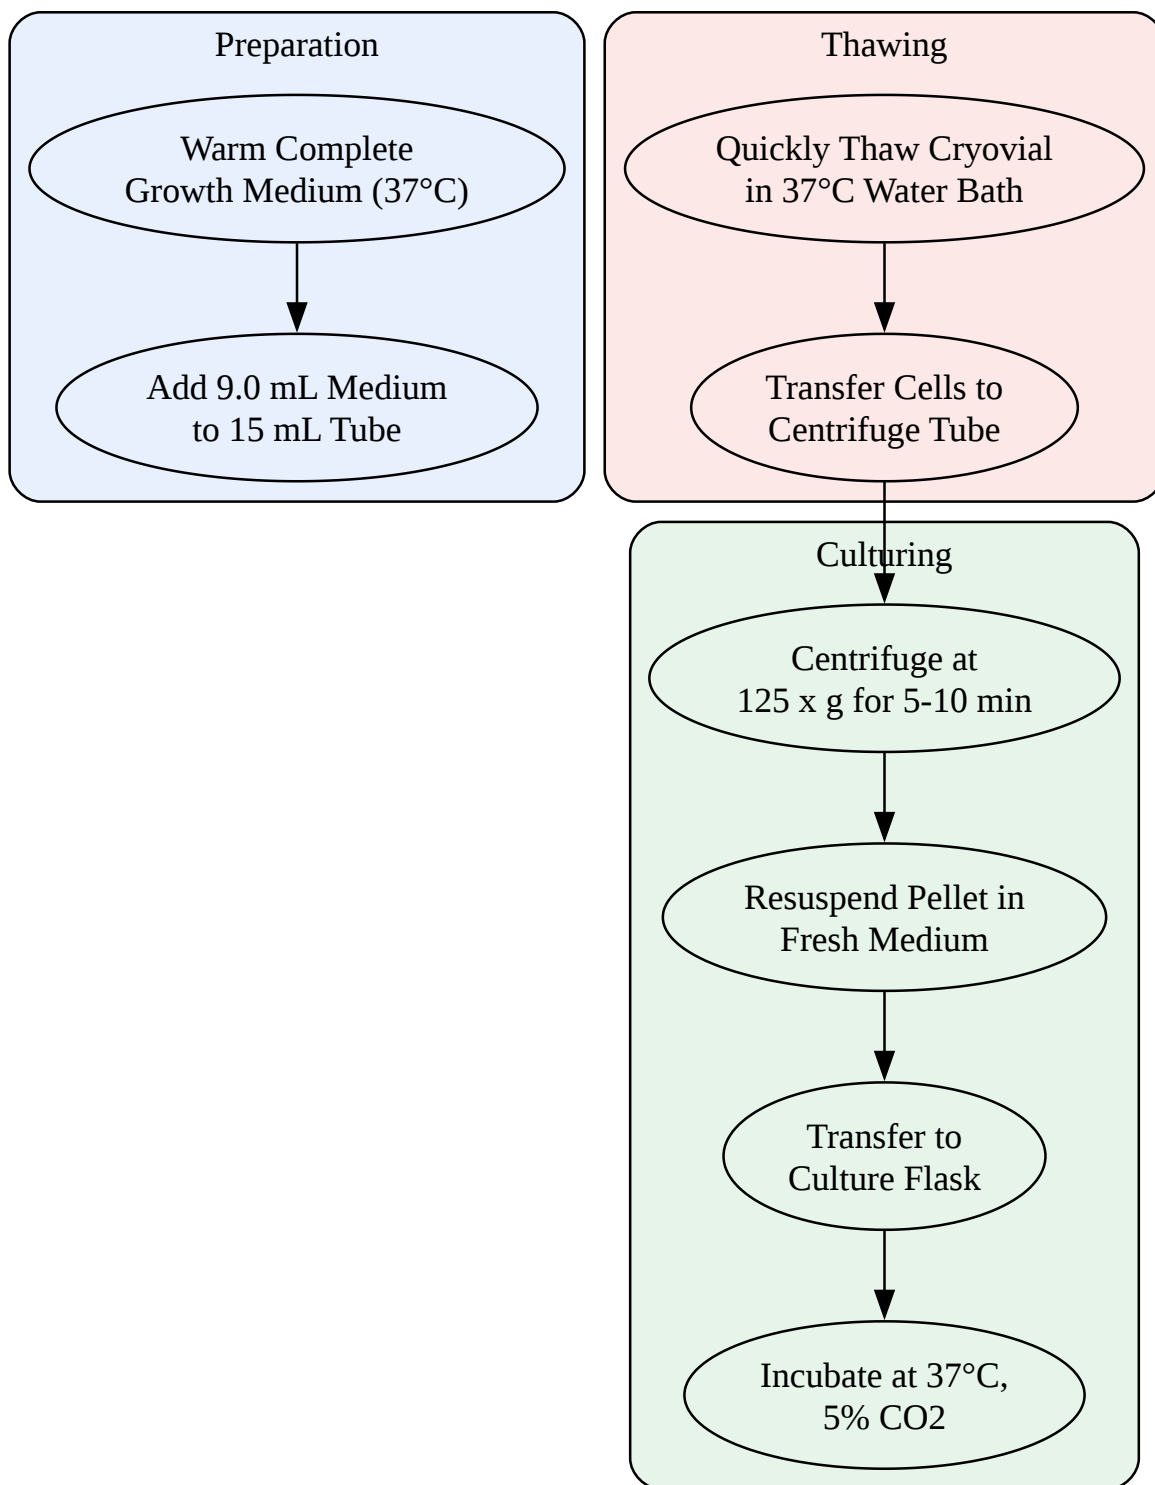 Preparation
Warm Complete
Growth Medium (37°C)
Add 9.0 mL Medium
to 15 mL Tube
Thawing
Quickly Thaw Cryovial
in 37°C Water Bath
Transfer Cells to
Centrifuge Tube
Culturing
Centrifuge at
125 x g for 5-10 min
Resuspend Pellet in
Fresh Medium
Transfer to
Culture Flask
Incubate at 37°C,
5% CO2